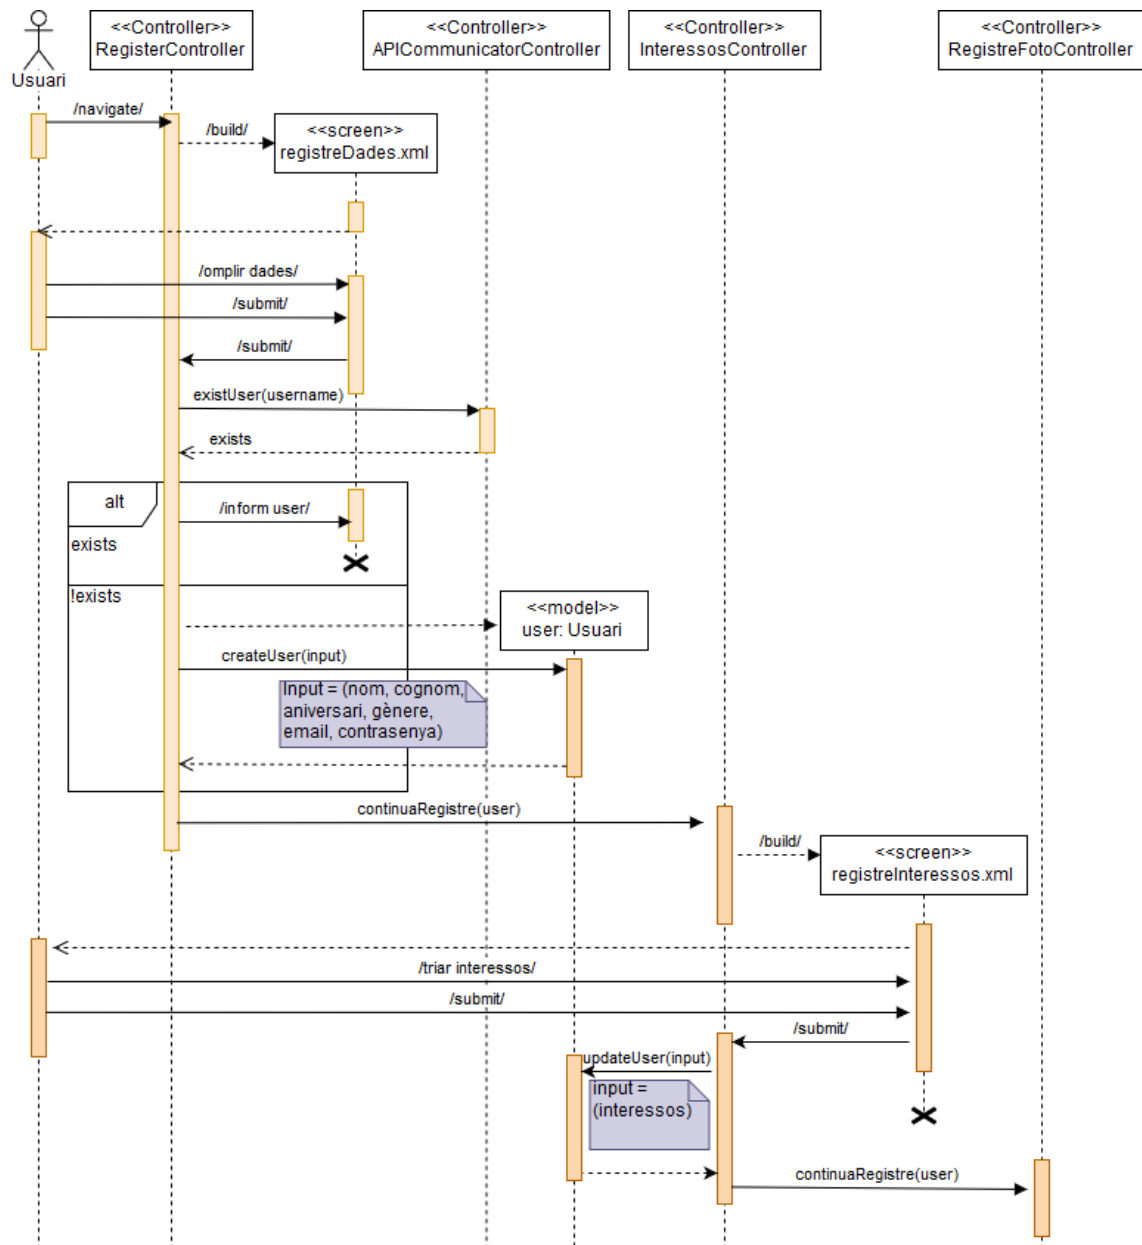 <<Controller>>
RegisterController
<<Controller>>
APICommunicatorController
<<Controller>>
InteressosController
<<Controller>>
RegistreFotoController
Usuari
/navigate/
/build/
<<screen>>
registreDades.xml
/omplir dades/
/submit/
/submit/
existUser(username)
exists
alt
/inform user/
exists
!exists
<<model>>
user: Usuari
createUser(input)
Input = (nom, cognom,
aniversari, gènere,
email, contrasenya)
continuaRegistre(user)
/build/
<<screen>>
registreInteressos.xml
/triar interessos/
/submit/
/submit/
updateUser(input)
input =
(interessos)
continuaRegistre(user)